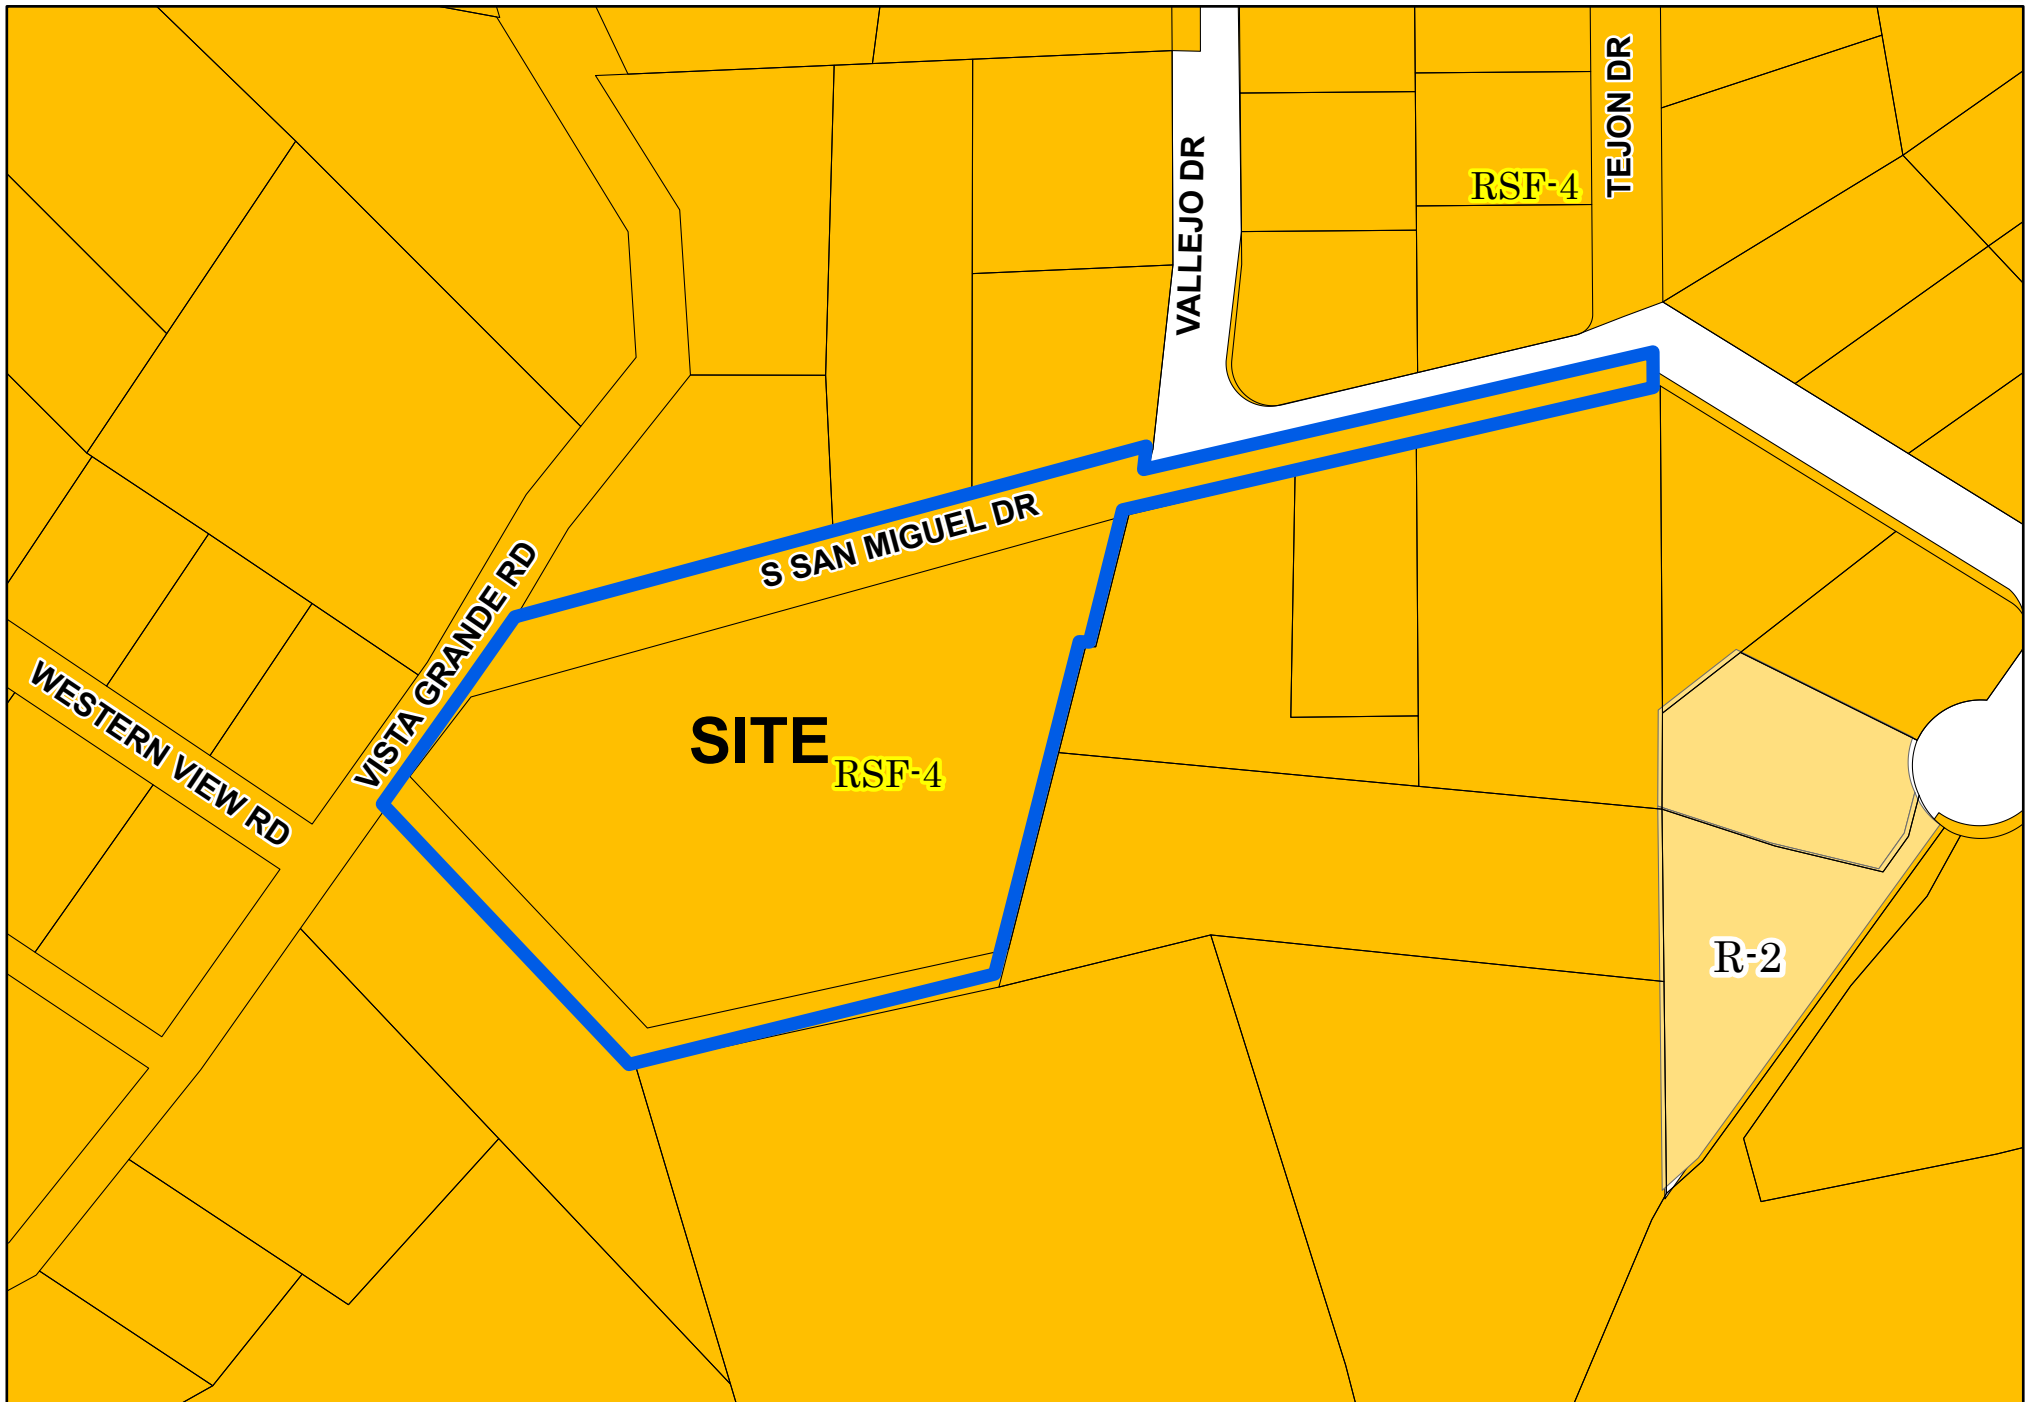 TEJON DR
VALLEJO DR
RSF-4
S SAN MIGUEL DR
VISTA GRANDE RD
WESTERN VIEW RD
SITE
RSF-4
R-2